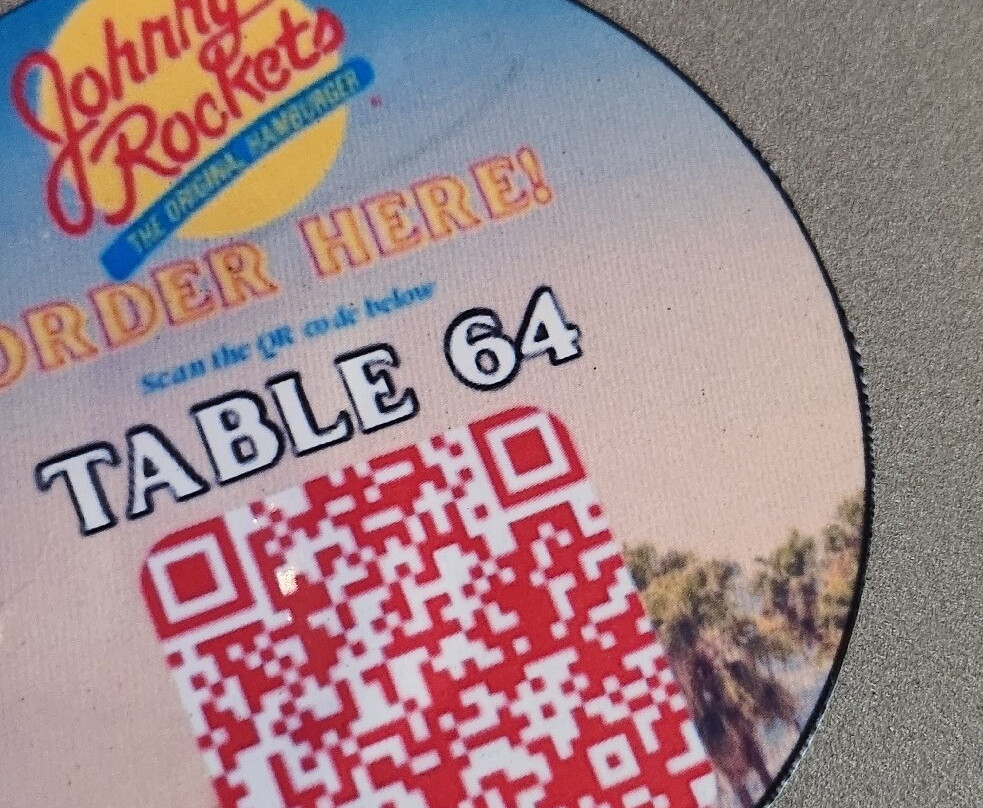 Johnny
Rockets
THE ORIGINAL HAMBURGER
ORDER HERE!
Scan the QR code below
TABLE 64